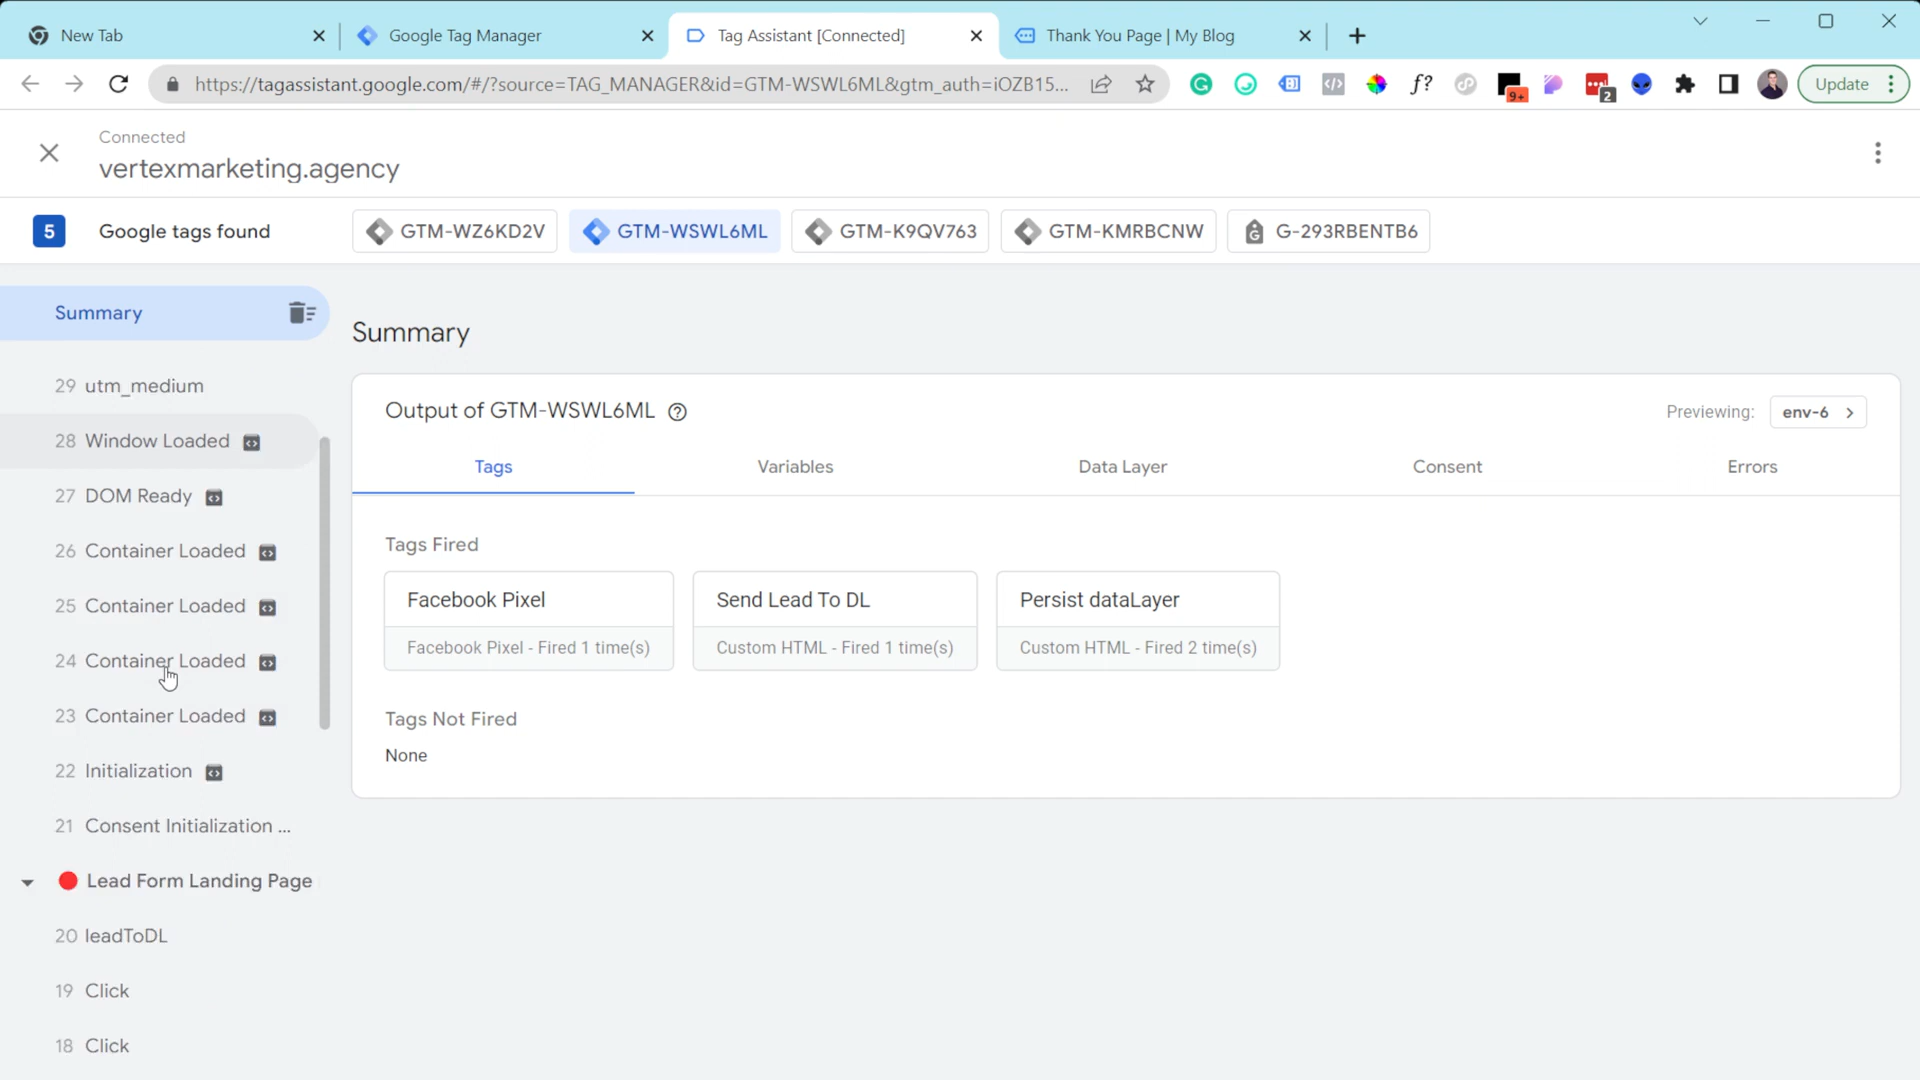 New Tab
Google Tag Manager
Tag Assistant [Connected]
Thank You Page | My Blog
https://tagassistant.google.com/#/?source=TAG_MANAGER&id=GTM-WSWL6ML&gtm_auth=iOZB15...
f?
9+
2
Update
Connected
vertexmarketing.agency
5
Google tags found
GTM-WZ6KD2V
GTM-WSWL6ML
GTM-K9QV763
GTM-KMRBCNW
G-293RBENTB6
Summary
29 utm_medium
28 Window Loaded
27 DOM Ready
26 Container Loaded
25 Container Loaded
24 Container Loaded
23 Container Loaded
22 Initialization
21 Consent Initialization ...
Lead Form Landing Page
20 leadToDL
19 Click
18 Click
Summary
Output of GTM-WSWL6ML
Previewing: env-6
Tags
Variables
Data Layer
Consent
Errors
Tags Fired
Facebook Pixel
Facebook Pixel - Fired 1 time(s)
Send Lead To DL
Custom HTML - Fired 1 time(s)
Persist dataLayer
Custom HTML - Fired 2 time(s)
Tags Not Fired
None